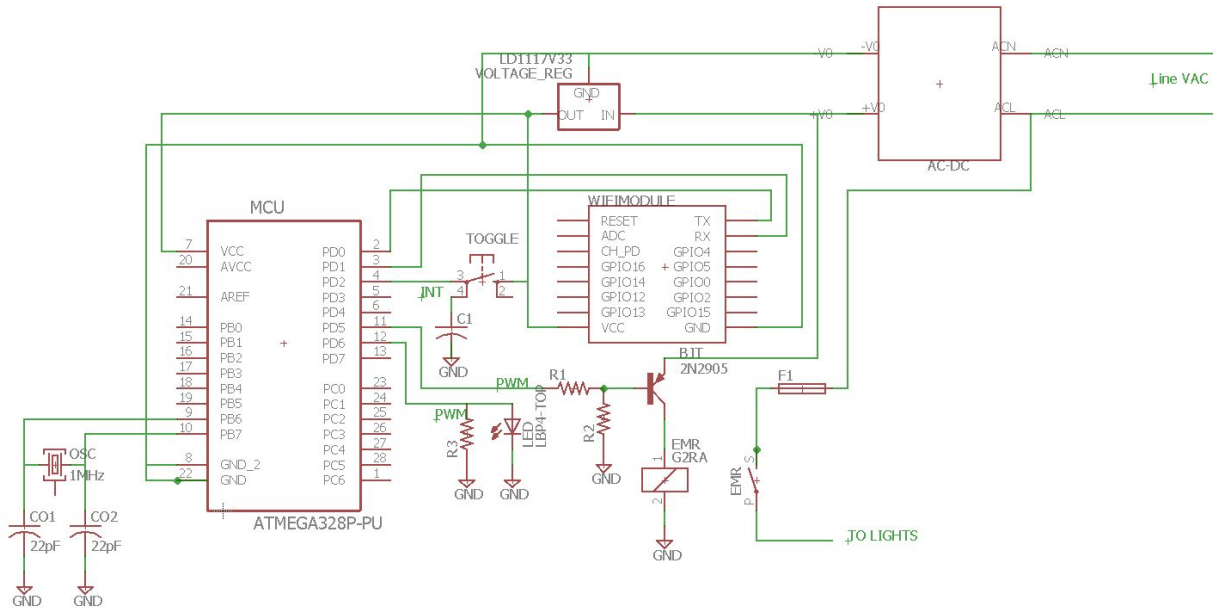 LD1117V33
VOLTAGE_REG
GND
OUT IN
-V0
-V0
+V0
+V0
ACN
ACN
ACL
ACL
Line VAC
AC-DC
MCU
7 VCC
20 AVCC
21 AREF
14 PB0
15 PB1
16 PB2
17 PB3
18 PB4
19 PB5
9 PB6
10 PB7
8 GND_2
22 GND
PD0 2
PD1 3
PD2 4
PD3 5
PD4 6
PD5 11
PD6 12
PD7 13
PC0 23
PC1 24
PC2 25
PC3 26
PC4 27
PC5 28
PC6 1
ATMEGA328P-PU
TOGGLE
3 1
4 2
INT
C1
GND
WIFIMODULE
RESET TX
ADC RX
CH_PD GPIO4
GPIO16 GPIO5
GPIO14 GPIO0
GPIO12 GPIO2
GPIO13 GPIO15
VCC GND
BJT
2N2905
PWM
R1
R2
GND
PWM
R3
GND
LED
LBP4-TOP
GND
EMR
G2RA
1
2
GND
F1
EMR
S
P
TO LIGHTS
OSC
1MHz
CO1
22pF
GND
CO2
22pF
GND